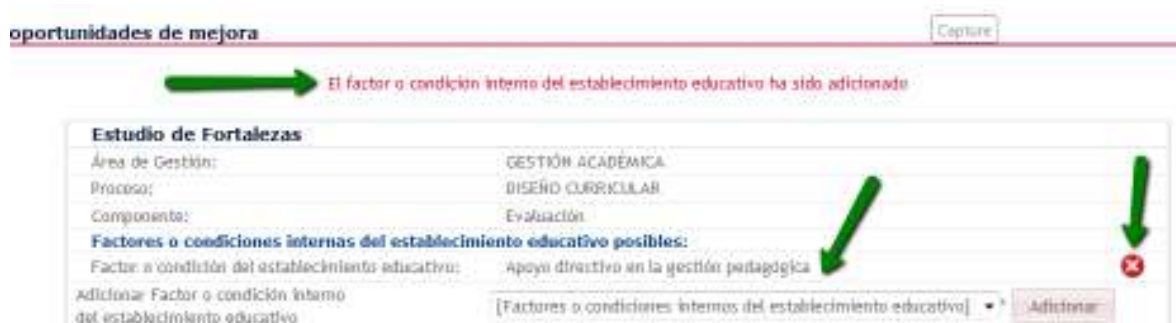 oportunidades de mejora
Capture
El factor o condición interno del establecimiento educativo ha sido adicionado
Estudio de Fortalezas
Área de Gestión: GESTIÓN ACADÉMICA
Proceso: DISEÑO CURRICULAR
Componente: Evaluación
Factores o condiciones internas del establecimiento educativo posibles:
Factor o condición del establecimiento educativo: Apoyo directivo en la gestión pedagógica
Adicionar Factor o condición interno
del establecimiento educativo
[Factores o condiciones internos del establecimiento educativo] * Adicionar